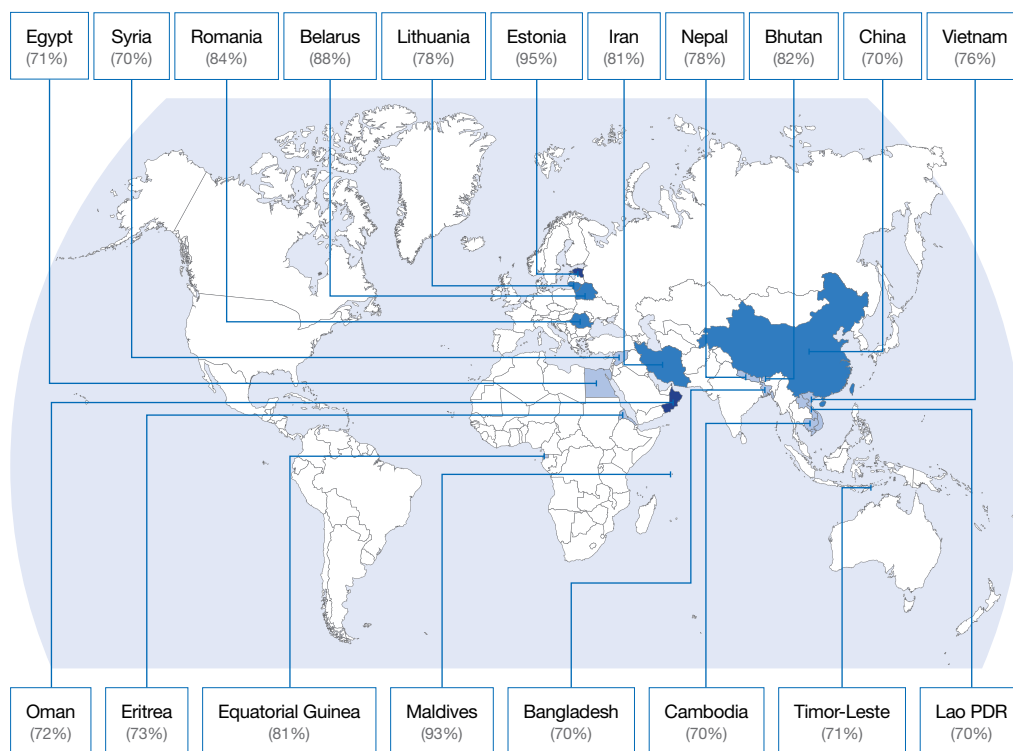 Egypt
(71%)
Syria
(70%)
Romania
(84%)
Belarus
(88%)
Lithuania
(78%)
Estonia
(95%)
Iran
(81%)
Nepal
(78%)
Bhutan
(82%)
China
(70%)
Vietnam
(76%)
Oman
(72%)
Eritrea
(73%)
Equatorial Guinea
(81%)
Maldives
(93%)
Bangladesh
(70%)
Cambodia
(70%)
Timor-Leste
(71%)
Lao PDR
(70%)